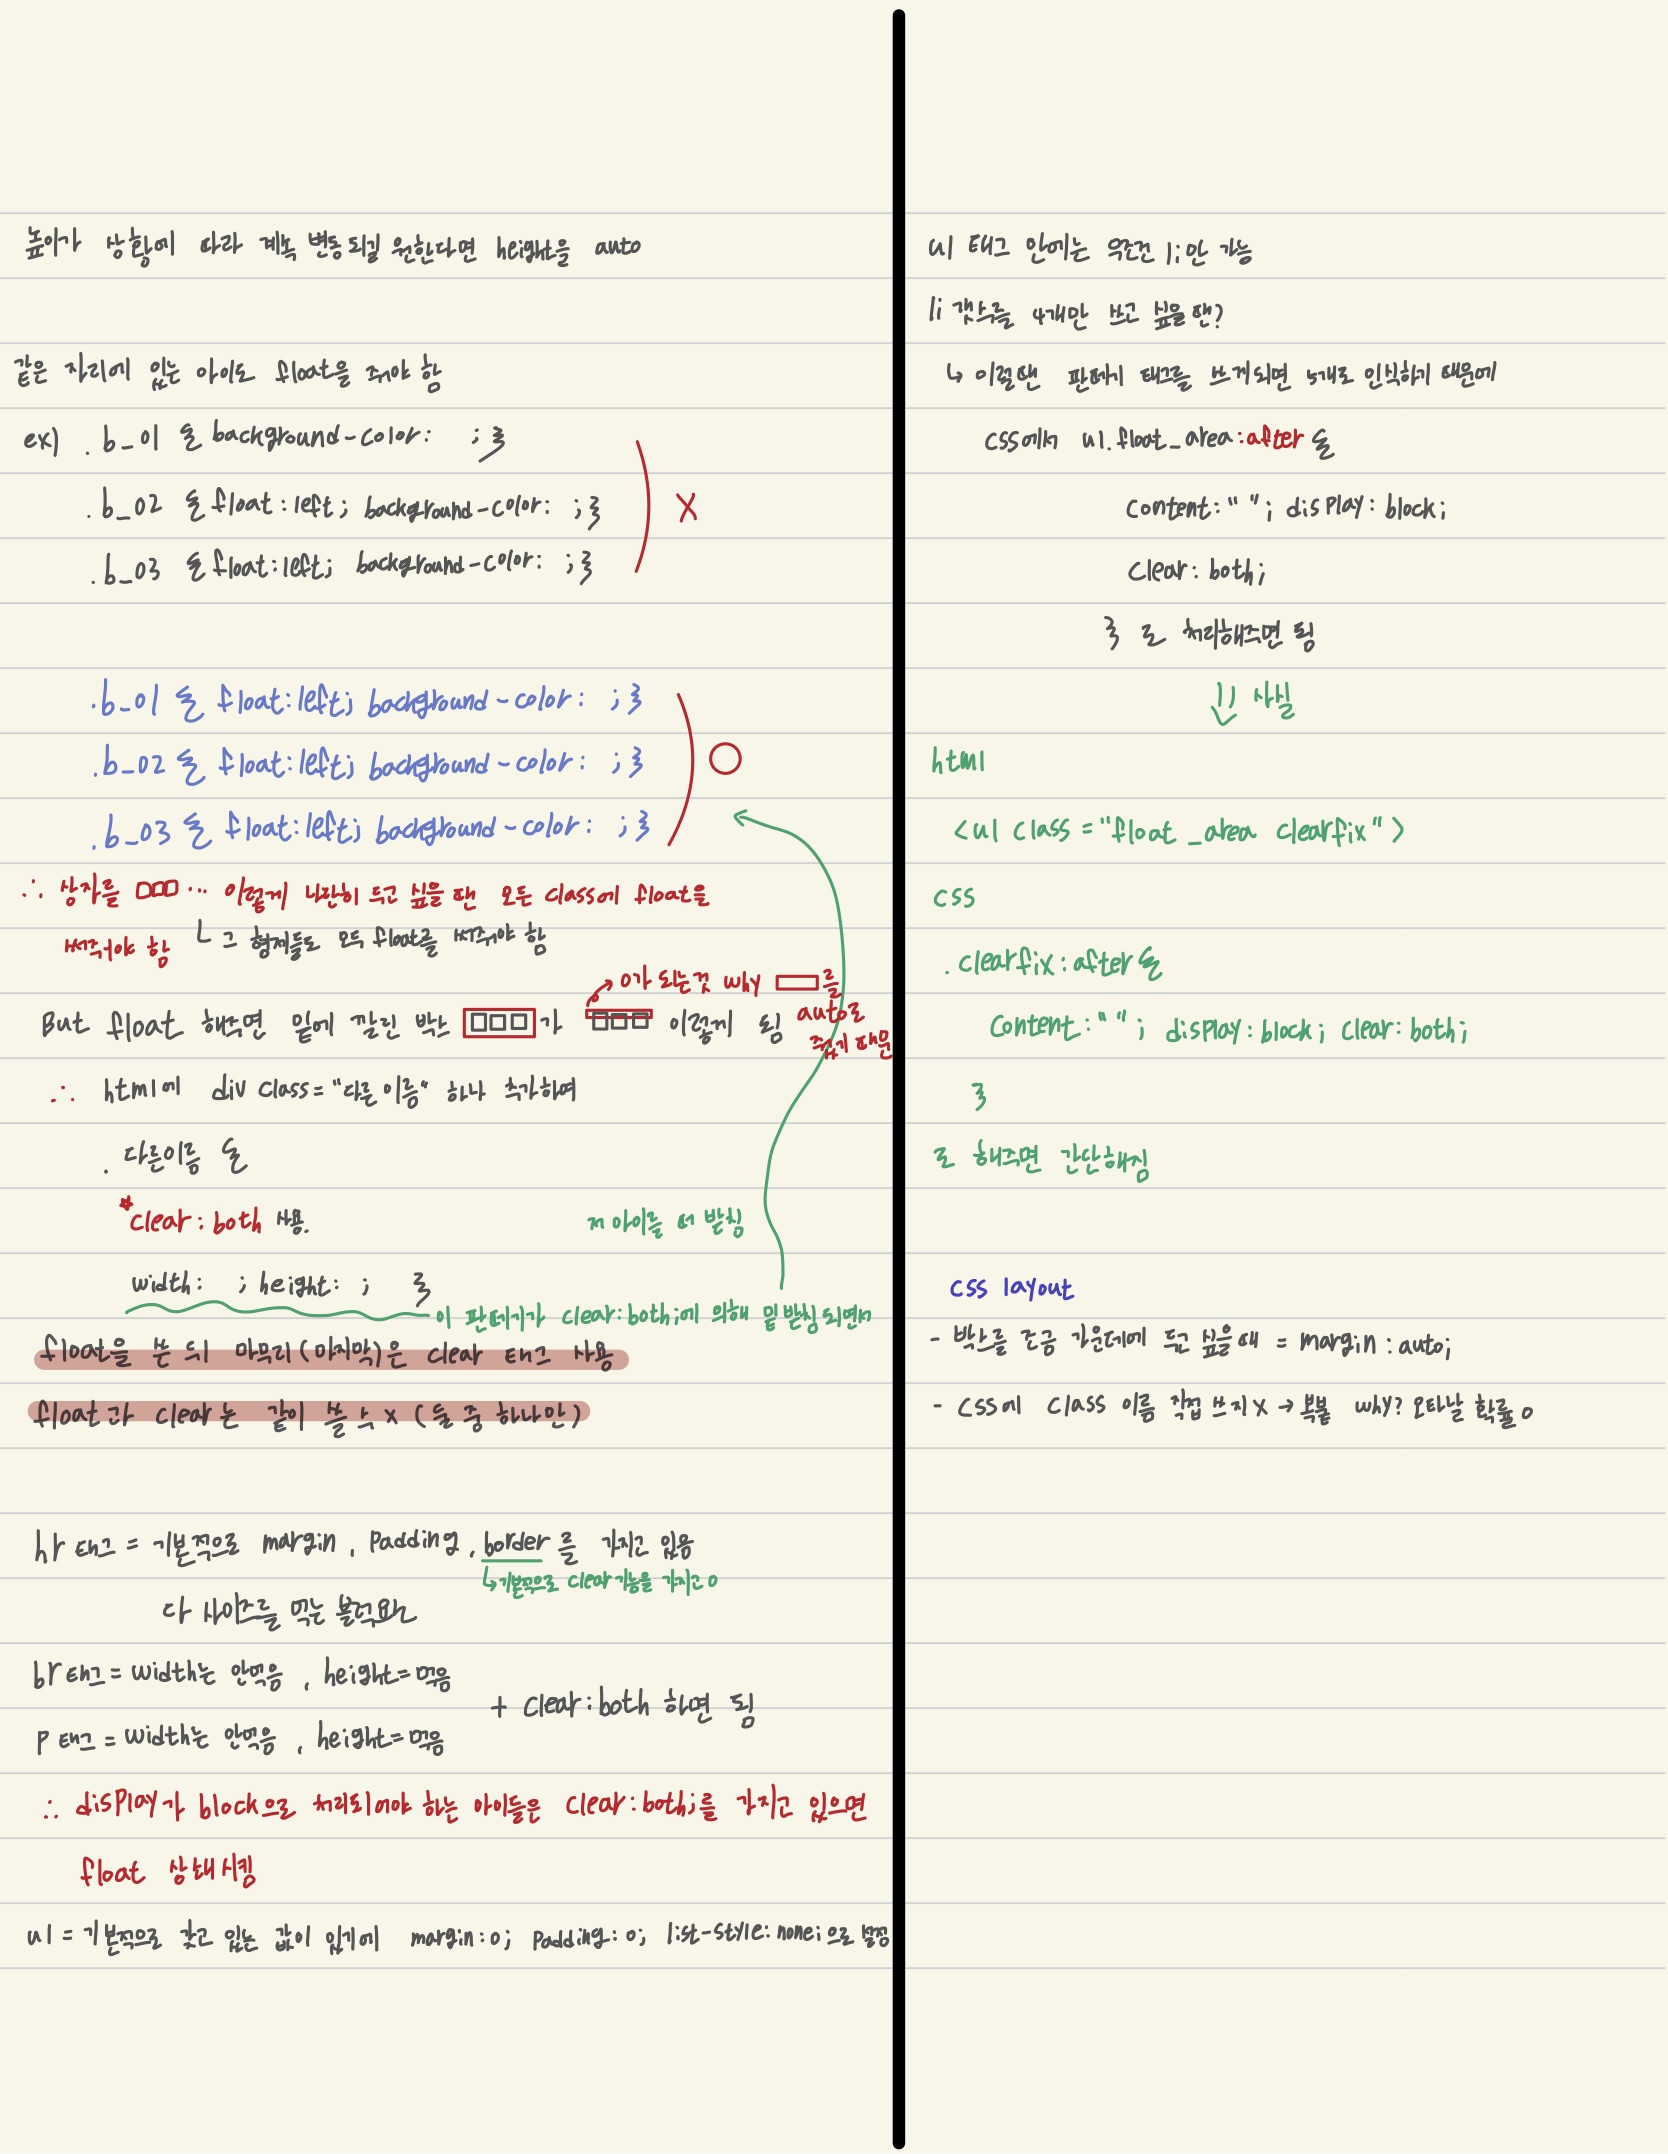 높이가 상황에 따라 계속 변동되길 원한다면 height을 auto
같은 자리에 있는 아이도 float을 줘야 함
ex) .b_01 { background-color: ;}
.b_02 { float:left; background-color: ;}
.b_03 { float:left; background-color: ;}
X
.b_01 { float:left; background-color: ;}
.b_02 { float:left; background-color: ;}
.b_03 { float:left; background-color: ;}
O
∴ 상자를 □□□… 이렇게 나란히 두고 싶을 땐 모든 class에 float을
써주어야 함
└ 그 형제들도 모두 float를 써줘야 함
→ 0가 되는것 why ▭를
auto로
줬기 때문
But float 해주면 밑에 깔린 박스 가 이렇게 됨
∴ html에 div class="다른 이름" 하나 추가하여
. 다른이름 {
*clear:both 사용.
width: ; height: ; }
저 아이를 떠 받침
이 판떼기가 clear:both;에 의해 밑받침 되면서
float을 쓴 뒤 마무리(마지막)은 clear 태그 사용
float과 clear는 같이 쓸 수 x (둘 중 하나만)
hr 태그 = 기본적으로 margin, padding, border를 가지고 있음
↳기본적으로 clear기능을 가지고 o
다 사이즈를 먹는 블럭요소
br 태그 = width는 안먹음, height=먹음
p 태그 = width는 안먹음, height=먹음
+ clear:both 하면 됨
∴ display가 block으로 처리되어야 하는 아이들은 clear:both;를 가지고 있으면
float 상쇄시킴
ul = 기본적으로 갖고 있는 값이 있기에 margin:0; padding:0; list-style:none;으로 설정
ul 태그 안에는 무조건 li만 가능
li 갯수를 4개만 쓰고 싶을 땐?
↳ 이럴땐 판떼기 태그를 쓰게되면 5개로 인식하기 때문에
css에서 ul.float_area:after {
content:" "; display:block;
clear:both;
} 로 처리해주면 됨
↓ 사실
html
<ul class="float_area clearfix">
css
.clearfix:after {
content:" "; display:block; clear:both;
}
로 해주면 간단해짐
css layout
- 박스를 조금 가운데에 두고 싶을 때 = margin:auto;
- css에 class 이름 직접 쓰지 x → 복붙 why? 오타날 확률 o